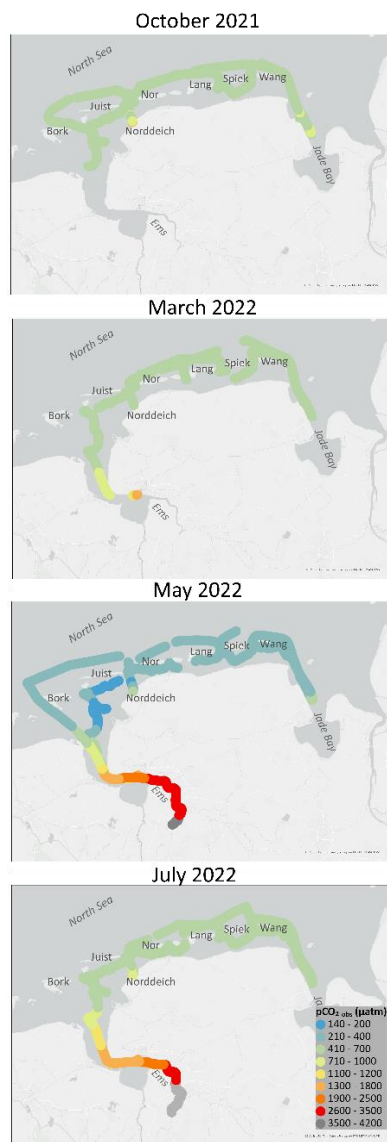 October 2021
North Sea
Juist
Nor
Lang
Spiek
Wang
Bork
Norddeich
Jade Bay
Ems
March 2022
North Sea
Juist
Nor
Lang
Spiek
Wang
Bork
Norddeich
Jade Bay
Ems
May 2022
North Sea
Juist
Nor
Lang
Spiek
Wang
Bork
Norddeich
Jade Bay
Ems
July 2022
North Sea
Juist
Nor
Lang
Spiek
Wang
Bork
Norddeich
Ems
pCO₂ obs (µatm)
140 - 200
210 - 400
410 - 700
710 - 1000
1100 - 1200
1300 - 1800
1900 - 2500
2600 - 3500
3500 - 4200